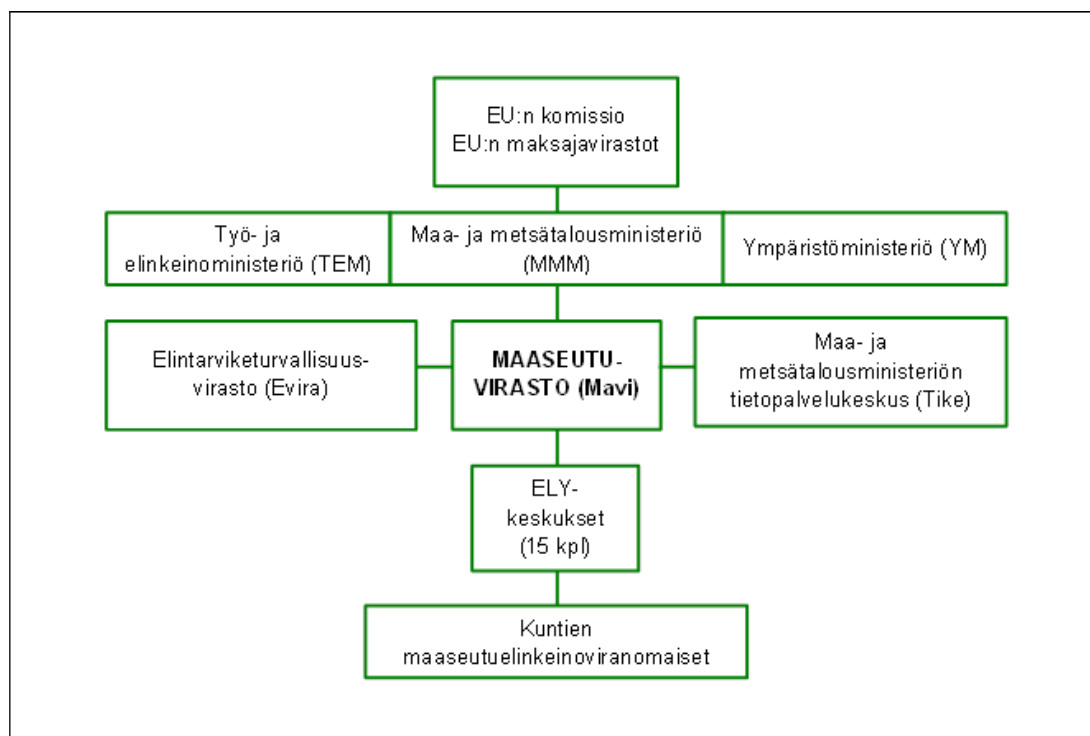 EU:n komissio
EU:n maksajavirastot
Työ- ja
elinkeinoministeriö (TEM)
Maa- ja metsätalousministeriö
(MMM)
Ympäristöministeriö (YM)
Elintarviketurvallisuus-
virasto (Evira)
MAASEUTU-
VIRASTO (Mavi)
Maa- ja
metsätalousministeriön
tietopalvelukeskus (Tike)
ELY-
keskukset
(15 kpl)
Kuntien
maaseutuelinkeinoviranomaiset